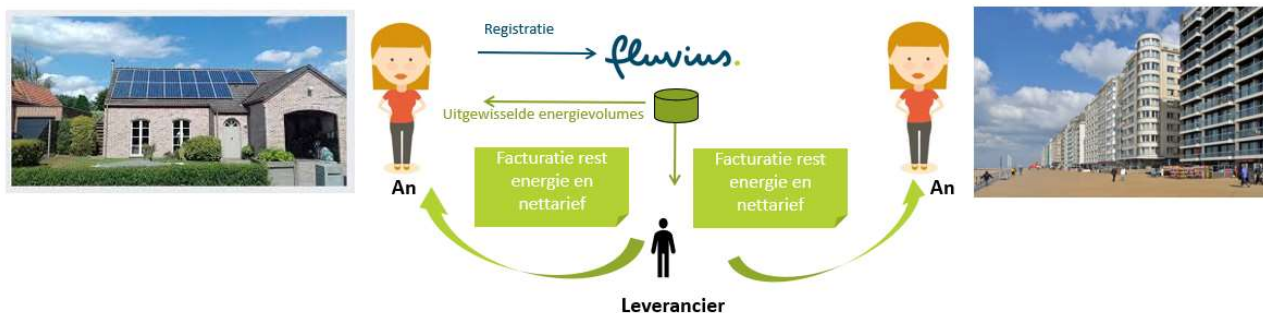 Registratie
fluvius.
Uitgewisselde energievolumes
Facturatie rest
energie en
nettarief
Facturatie rest
energie en
nettarief
An
An
Leverancier